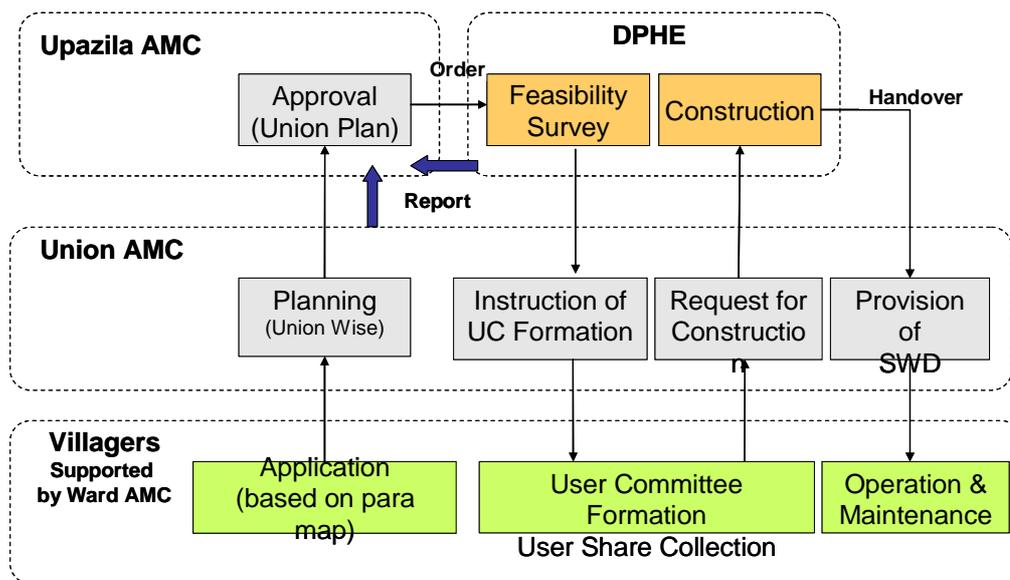 Upazila AMC
DPHE
Order
Approval
(Union Plan)
Feasibility
Survey
Construction
Handover
Report
Union AMC
Planning
(Union Wise)
Instruction of
UC Formation
Request for
Constructio
n
Provision
of
SWD
Villagers
Supported
by Ward AMC
Application
(based on para
map)
User Committee
Formation
User Share Collection
Operation &
Maintenance